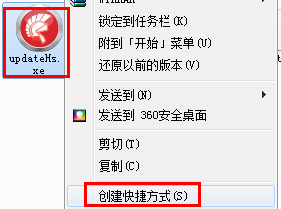 updateHs.
xe
锁定到任务栏(K)
附到「开始」菜单(U)
还原以前的版本(V)
发送到(N)
发送到 360安全桌面
剪切(T)
复制(C)
创建快捷方式(S)